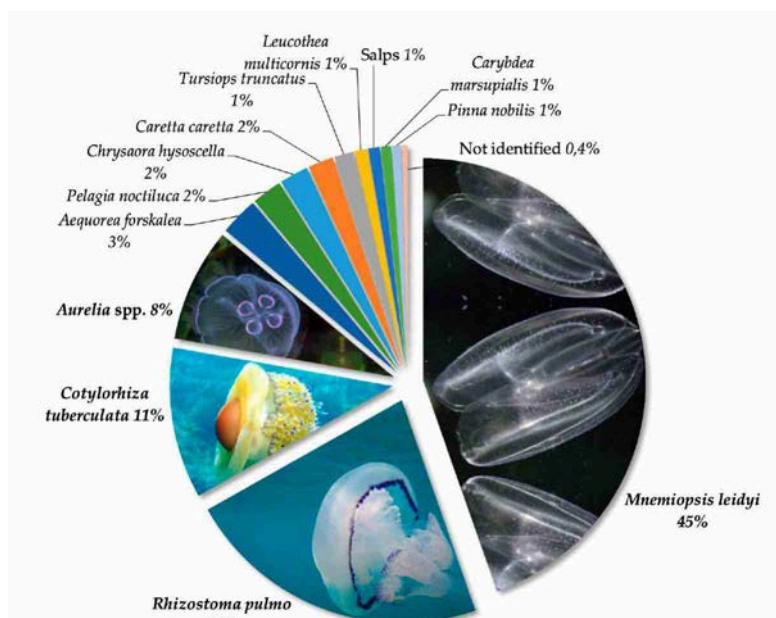 Leucothea
multicornis 1%
Salps 1%
Carybdea
marsupialis 1%
Tursiops truncatus
1%
Pinna nobilis 1%
Caretta caretta 2%
Not identified 0,4%
Chrysaora hysoscella
2%
Pelagia noctiluca 2%
Aequorea forskalea
3%
Aurelia spp. 8%
Cotylorhiza
tuberculata 11%
Mnemiopsis leidyi
45%
Rhizostoma pulmo